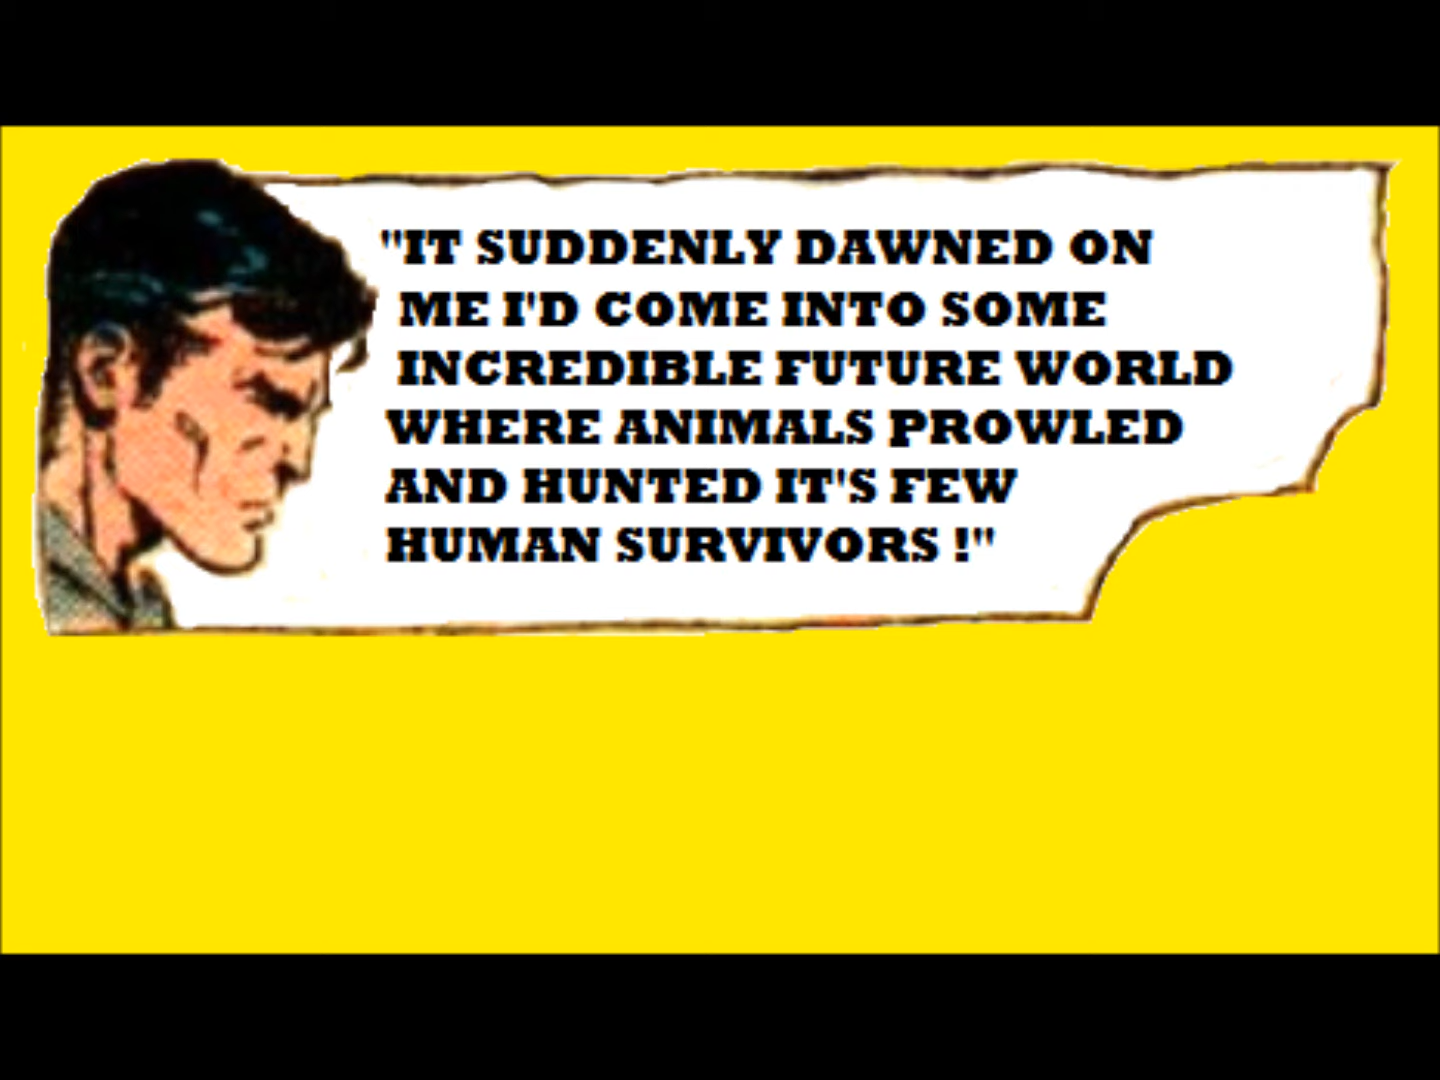 "IT SUDDENLY DAWNED ON
ME I'D COME INTO SOME
INCREDIBLE FUTURE WORLD
WHERE ANIMALS PROWLED
AND HUNTED IT'S FEW
HUMAN SURVIVORS !"